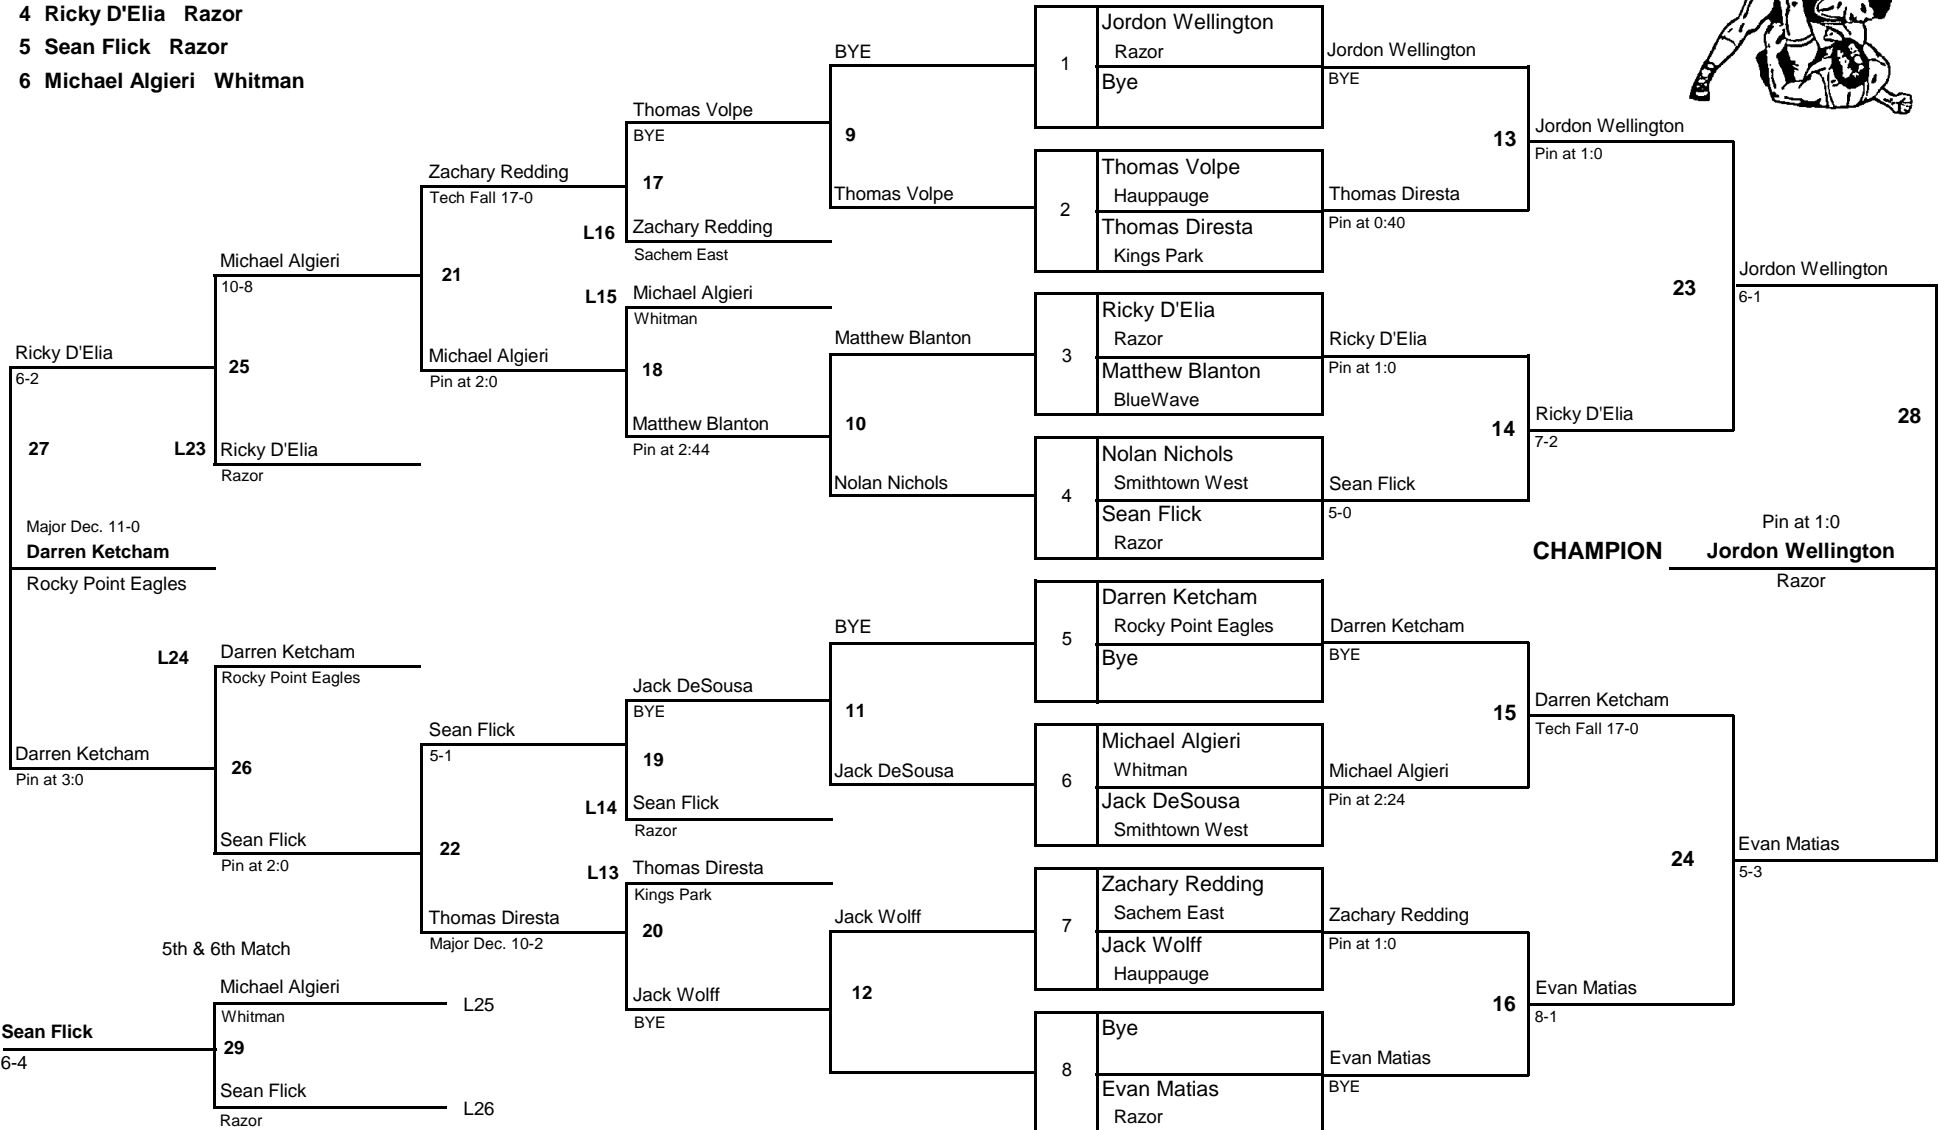 4 Ricky D'Elia Razor
5 Sean Flick Razor
6 Michael Algieri Whitman
Ricky D'Elia
6-2
27
Major Dec. 11-0
Darren Ketcham
Rocky Point Eagles
Darren Ketcham
Pin at 3:0
Michael Algieri
10-8
25
L23 Ricky D'Elia
Razor
L24
Darren Ketcham
Rocky Point Eagles
26
Sean Flick
Pin at 2:0
5th & 6th Match
Michael Algieri
L25
Whitman
Sean Flick
29
6-4
Sean Flick
L26
Razor
Zachary Redding
Tech Fall 17-0
21
Michael Algieri
Pin at 2:0
Sean Flick
5-1
22
Thomas Diresta
Major Dec. 10-2
Thomas Volpe
BYE
17
L16 Zachary Redding
Sachem East
L15 Michael Algieri
Whitman
18
Matthew Blanton
Pin at 2:44
Jack DeSousa
BYE
19
L14 Sean Flick
Razor
L13 Thomas Diresta
Kings Park
20
Jack Wolff
BYE
BYE
9
Thomas Volpe
Matthew Blanton
10
Nolan Nichols
BYE
11
Jack DeSousa
Jack Wolff
12
1
Jordon Wellington
Razor
Bye
2
Thomas Volpe
Hauppauge
Thomas Diresta
Kings Park
3
Ricky D'Elia
Razor
Matthew Blanton
BlueWave
4
Nolan Nichols
Smithtown West
Sean Flick
Razor
5
Darren Ketcham
Rocky Point Eagles
Bye
6
Michael Algieri
Whitman
Jack DeSousa
Smithtown West
7
Zachary Redding
Sachem East
Jack Wolff
Hauppauge
8
Bye
Evan Matias
Razor
Jordon Wellington
BYE
13
Thomas Diresta
Pin at 0:40
Ricky D'Elia
Pin at 1:0
14
Sean Flick
5-0
Darren Ketcham
BYE
15
Michael Algieri
Pin at 2:24
Zachary Redding
Pin at 1:0
16
Evan Matias
BYE
Jordon Wellington
Pin at 1:0
23
Ricky D'Elia
7-2
Darren Ketcham
Tech Fall 17-0
24
Evan Matias
8-1
Jordon Wellington
6-1
28
Pin at 1:0
CHAMPION Jordon Wellington
Razor
Evan Matias
5-3